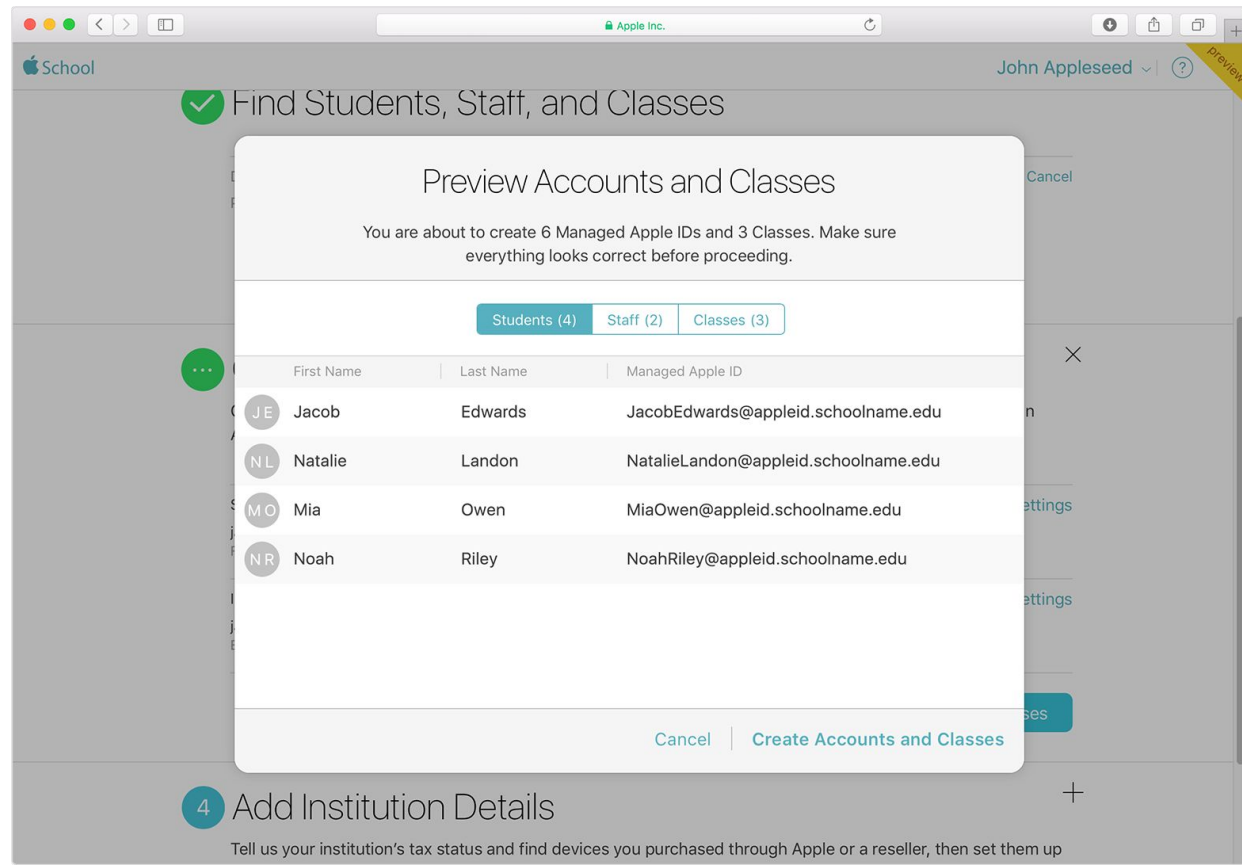 Apple Inc.
School
John Appleseed
preview
Find Students, Staff, and Classes
Cancel
Preview Accounts and Classes
You are about to create 6 Managed Apple IDs and 3 Classes. Make sure
everything looks correct before proceeding.
Students (4) Staff (2) Classes (3)
First Name Last Name Managed Apple ID
JE Jacob Edwards JacobEdwards@appleid.schoolname.edu
NL Natalie Landon NatalieLandon@appleid.schoolname.edu
MO Mia Owen MiaOwen@appleid.schoolname.edu
NR Noah Riley NoahRiley@appleid.schoolname.edu
Cancel Create Accounts and Classes
4 Add Institution Details
Tell us your institution's tax status and find devices you purchased through Apple or a reseller, then set them up